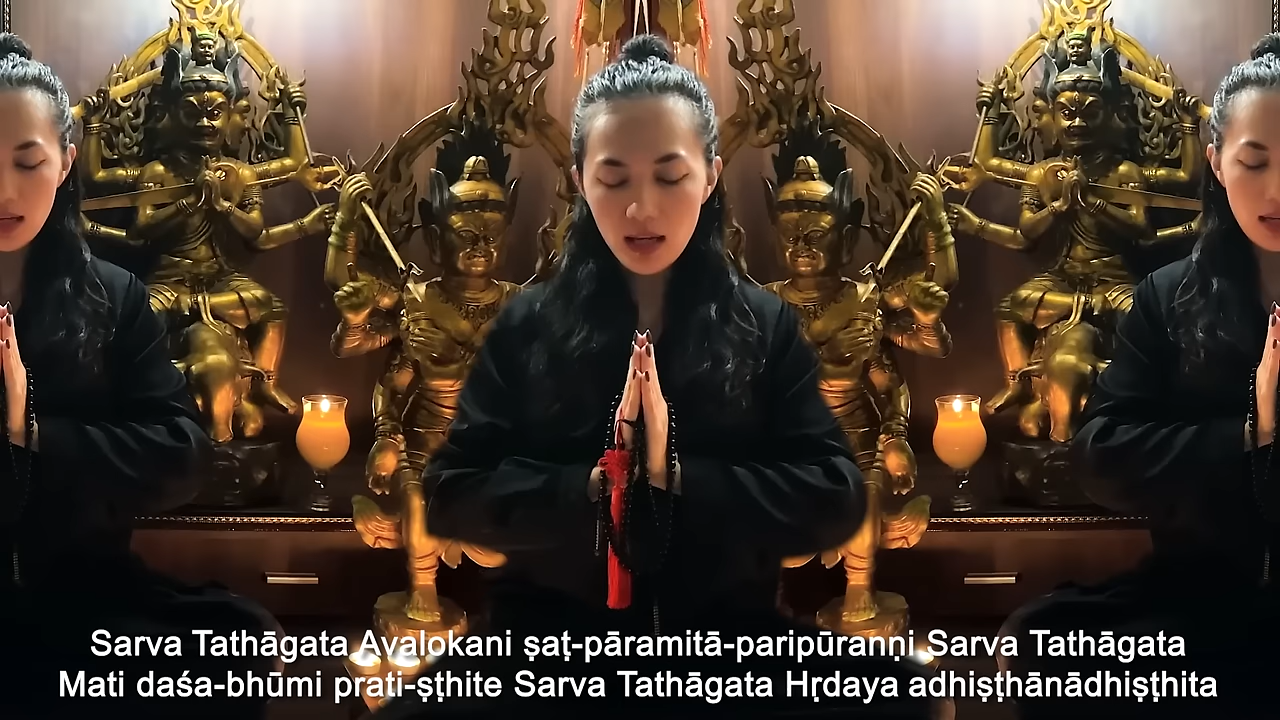 Sarva Tathāgata Avalokani ṣaṭ-pāramitā-paripūranṇi Sarva Tathāgata
Mati daśa-bhūmi prati-ṣṭhite Sarva Tathāgata Hṛdaya adhiṣṭhānādhiṣṭhita